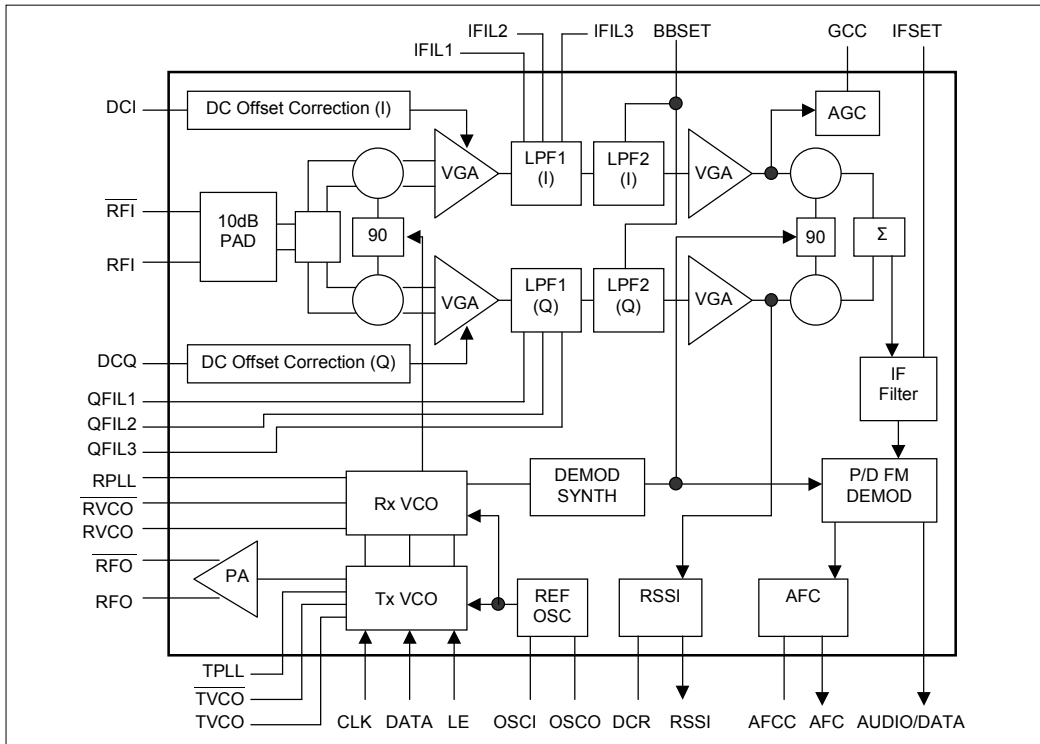 IFIL2
IFIL3
BBSET
GCC
IFSET
IFIL1
DCI
DC Offset Correction (I)
AGC
VGA
LPF1
(I)
LPF2
(I)
VGA
RFI
10dB
PAD
90
90
Σ
RFI
VGA
LPF1
(Q)
LPF2
(Q)
VGA
DCQ
DC Offset Correction (Q)
IF
Filter
QFIL1
QFIL2
QFIL3
RPLL
RVCO
RVCO
Rx VCO
DEMOD
SYNTH
P/D FM
DEMOD
RFO
RFO
PA
Tx VCO
REF
OSC
RSSI
AFC
TPLL
TVCO
TVCO
CLK
DATA
LE
OSCI
OSCO
DCR
RSSI
AFCC
AFC
AUDIO/DATA